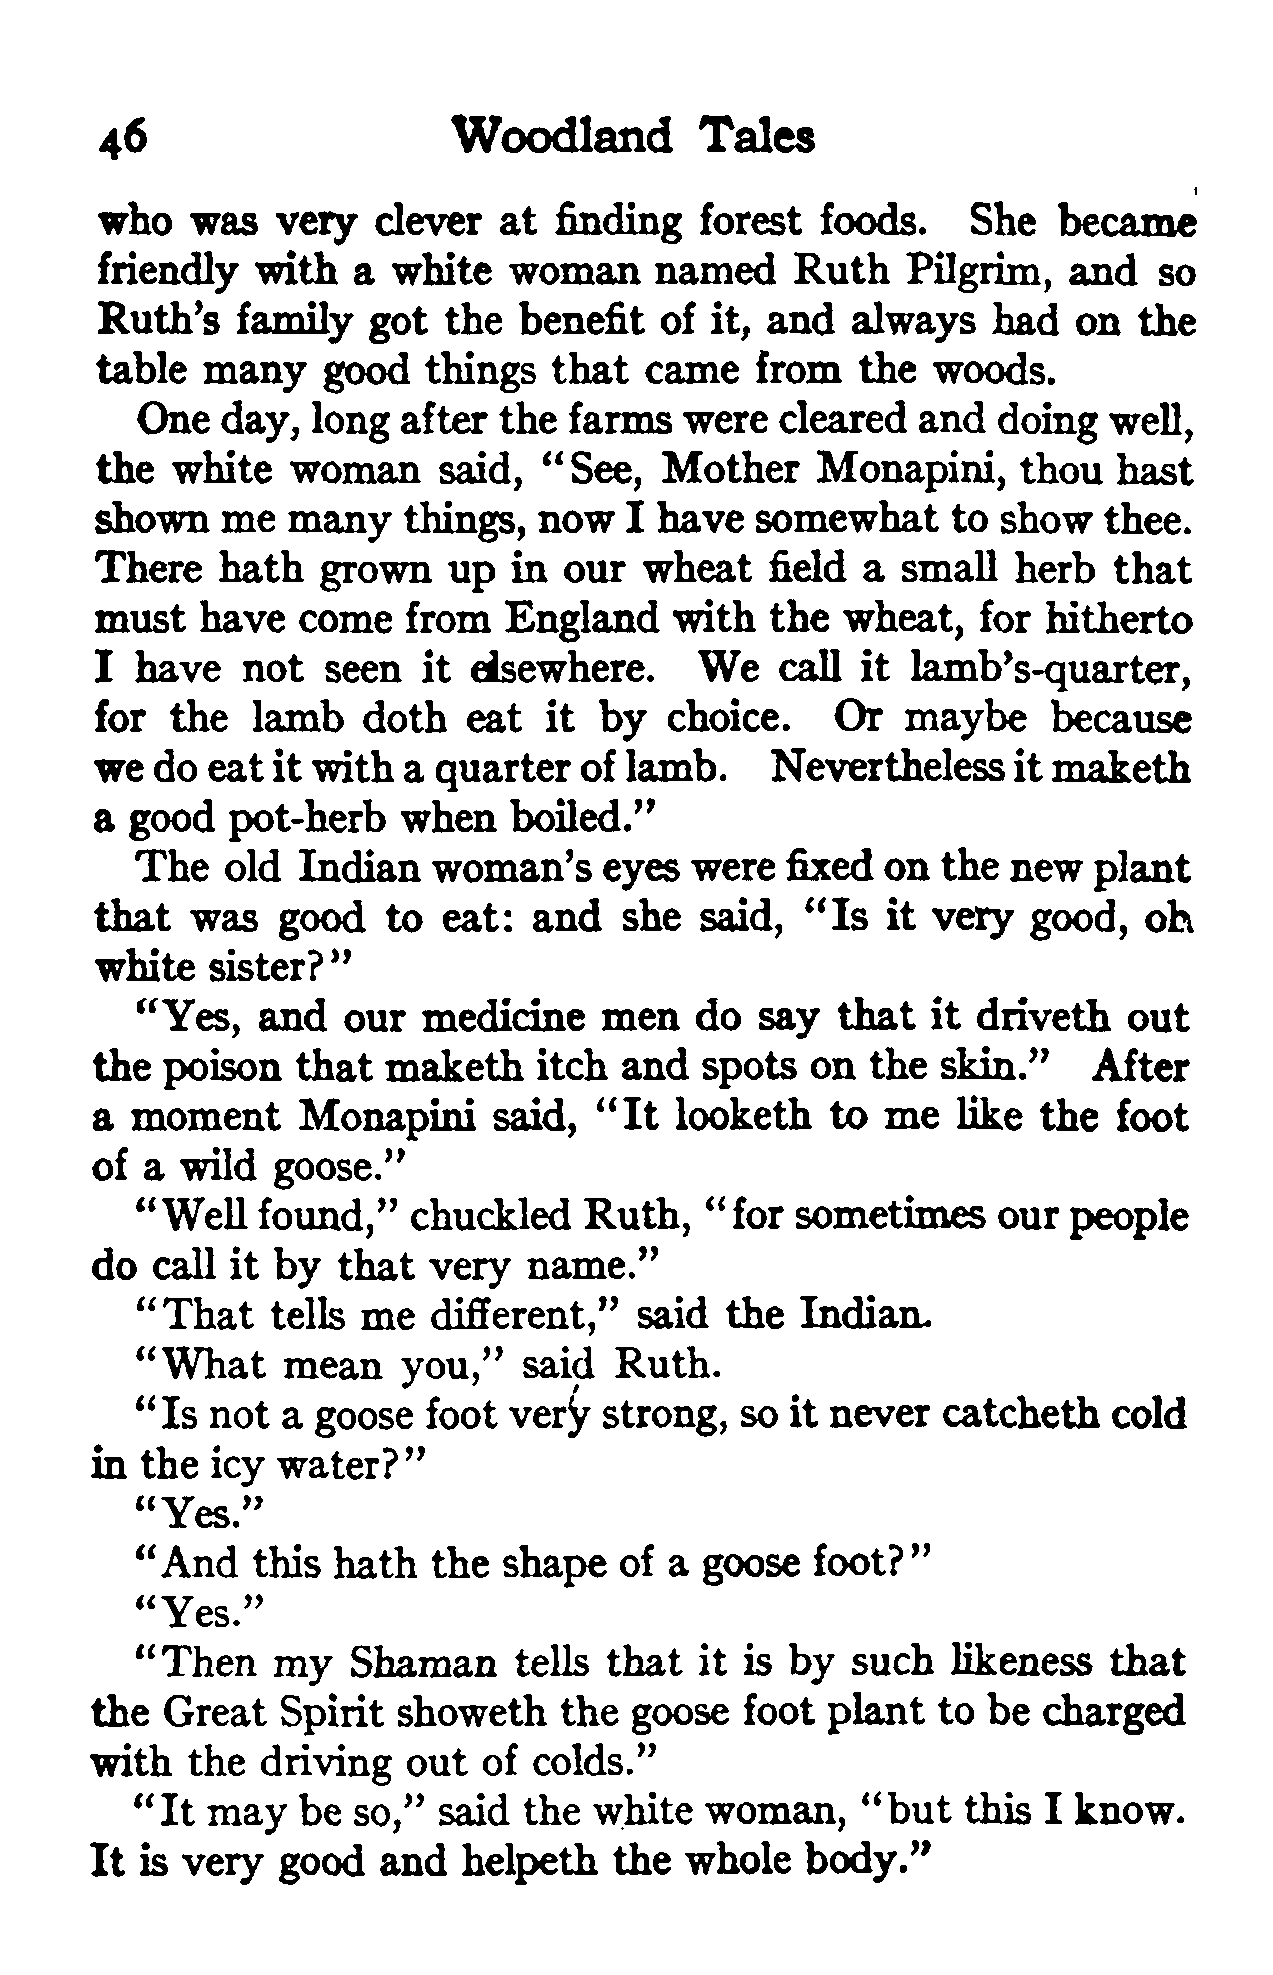 46 Woodland Tales
who was very clever at finding forest foods. She became
friendly with a white woman named Ruth Pilgrim, and so
Ruth's family got the benefit of it, and always had on the
table many good things that came from the woods.
One day, long after the farms were cleared and doing well,
the white woman said, "See, Mother Monapini, thou hast
shown me many things, now I have somewhat to show thee.
There hath grown up in our wheat field a small herb that
must have come from England with the wheat, for hitherto
I have not seen it elsewhere. We call it lamb's-quarter,
for the lamb doth eat it by choice. Or maybe because
we do eat it with a quarter of lamb. Nevertheless it maketh
a good pot-herb when boiled."
The old Indian woman's eyes were fixed on the new plant
that was good to eat: and she said, "Is it very good, oh
white sister?"
"Yes, and our medicine men do say that it driveth out
the poison that maketh itch and spots on the skin." After
a moment Monapini said, "It looketh to me like the foot
of a wild goose."
"Well found," chuckled Ruth, "for sometimes our people
do call it by that very name."
"That tells me different," said the Indian.
"What mean you," said Ruth.
"Is not a goose foot very strong, so it never catcheth cold
in the icy water?"
"Yes."
"And this hath the shape of a goose foot?"
"Yes."
"Then my Shaman tells that it is by such likeness that
the Great Spirit showeth the goose foot plant to be charged
with the driving out of colds."
"It may be so," said the white woman, "but this I know.
It is very good and helpeth the whole body."